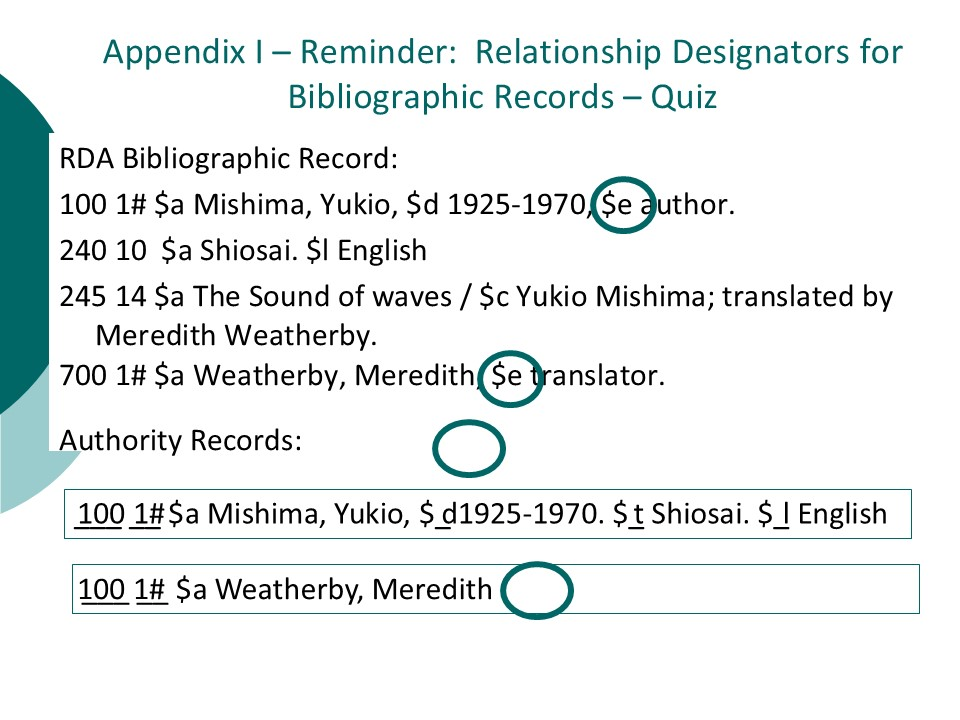 Appendix I – Reminder:  Relationship Designators for
Bibliographic Records – Quiz
RDA Bibliographic Record:
100 1# $a Mishima, Yukio, $d 1925-1970, $e author.
240 10  $a Shiosai. $l English
245 14 $a The Sound of waves / $c Yukio Mishima; translated by
Meredith Weatherby.
700 1# $a Weatherby, Meredith, $e translator.
Authority Records:
100 1# $a Mishima, Yukio, $ d1925-1970. $ t Shiosai. $ l English
100 1# $a Weatherby, Meredith